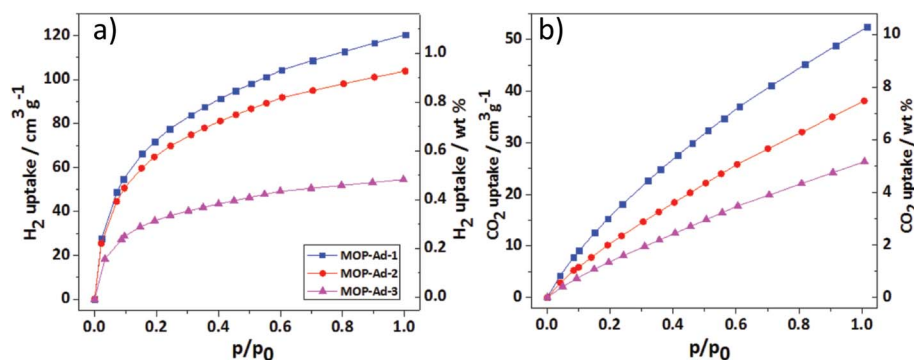 a)
H2 uptake / cm3 g-1
120
100
80
60
40
20
0
0.0 0.2 0.4 0.6 0.8 1.0
p/p0
1.0
0.8
0.6
0.4
0.2
0.0
H2 uptake / wt %
MOP-Ad-1
MOP-Ad-2
MOP-Ad-3
b)
CO2 uptake / cm3 g-1
50
40
30
20
10
0
0.0 0.2 0.4 0.6 0.8 1.0
p/p0
10
8
6
4
2
0
CO2 uptake / wt %